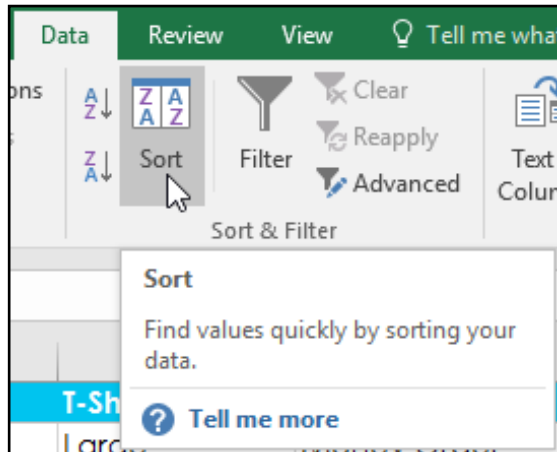 Data Review View Tell me what
ons
A Z
Z A
Z A
A Z
Sort
Filter
Clear
Reapply
Advanced
Text
Colum
Sort & Filter
Sort
Find values quickly by sorting your
data.
Tell me more
T-Sh
Large